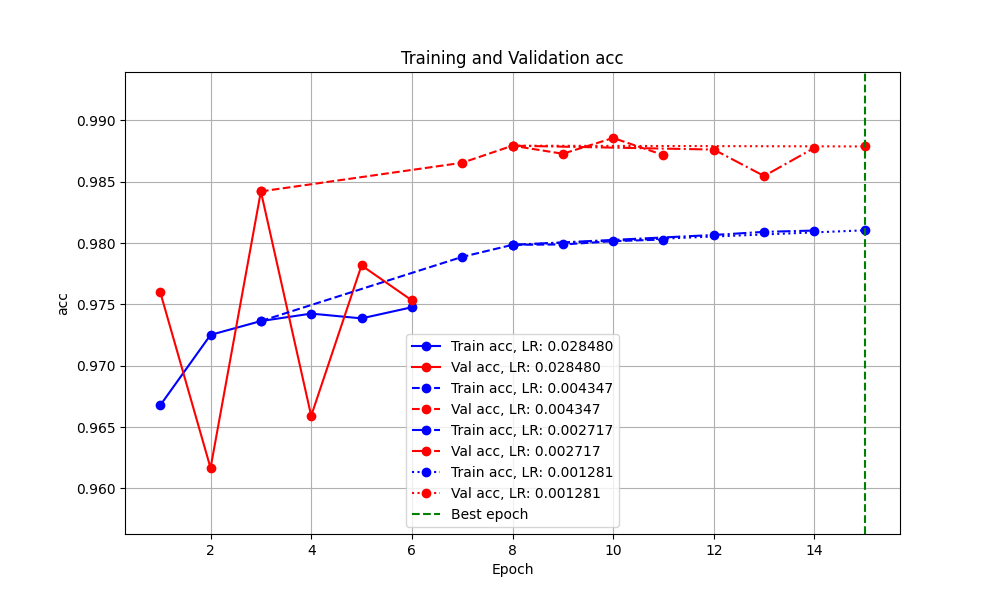 Training and Validation acc
0.990
0.985
0.980
0.975
0.970
0.965
0.960
acc
Train acc, LR: 0.028480
Val acc, LR: 0.028480
Train acc, LR: 0.004347
Val acc, LR: 0.004347
Train acc, LR: 0.002717
Val acc, LR: 0.002717
Train acc, LR: 0.001281
Val acc, LR: 0.001281
Best epoch
2 4 6 8 10 12 14
Epoch